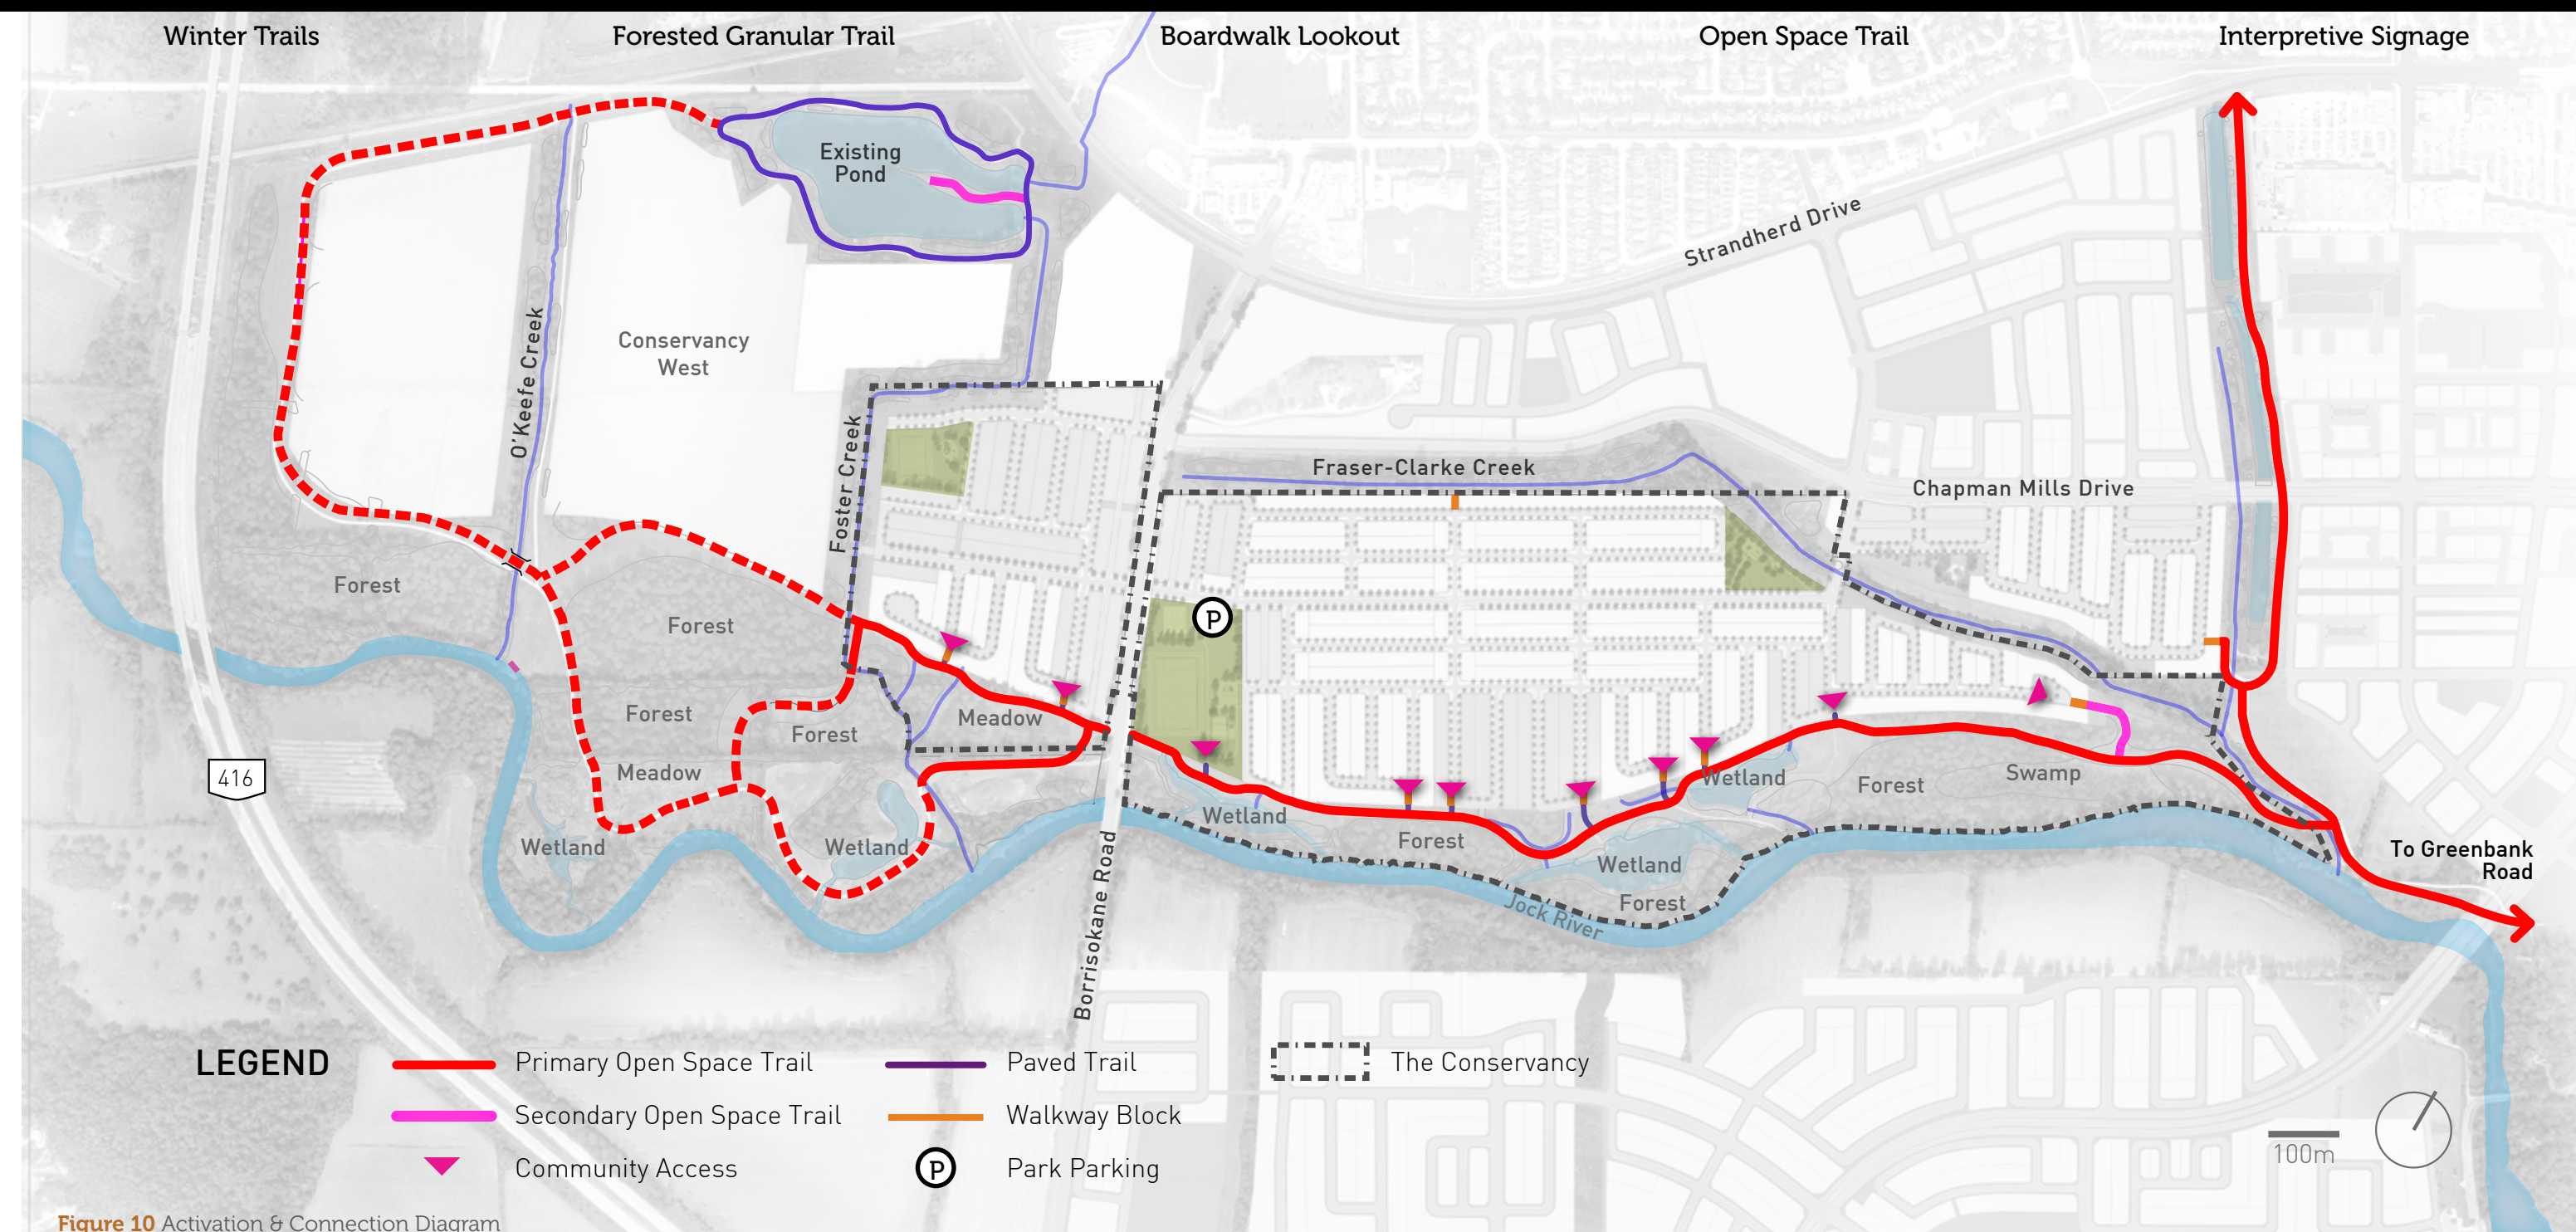 Winter Trails
Forested Granular Trail
Boardwalk Lookout
Open Space Trail
Interpretive Signage
Existing
Pond
Strandherd Drive
O'Keefe Creek
Conservancy
West
Foster Creek
Fraser-Clarke Creek
Chapman Mills Drive
Forest
Forest
P
Forest
Forest
Meadow
Meadow
416
Wetland
Wetland
Wetland
Forest
Wetland
Forest
Wetland
Forest
Swamp
Jock River
Borrisokane Road
To Greenbank
Road
LEGEND
Primary Open Space Trail
Paved Trail
The Conservancy
Secondary Open Space Trail
Walkway Block
Community Access
P
Park Parking
100m
Figure 10 Activation & Connection Diagram